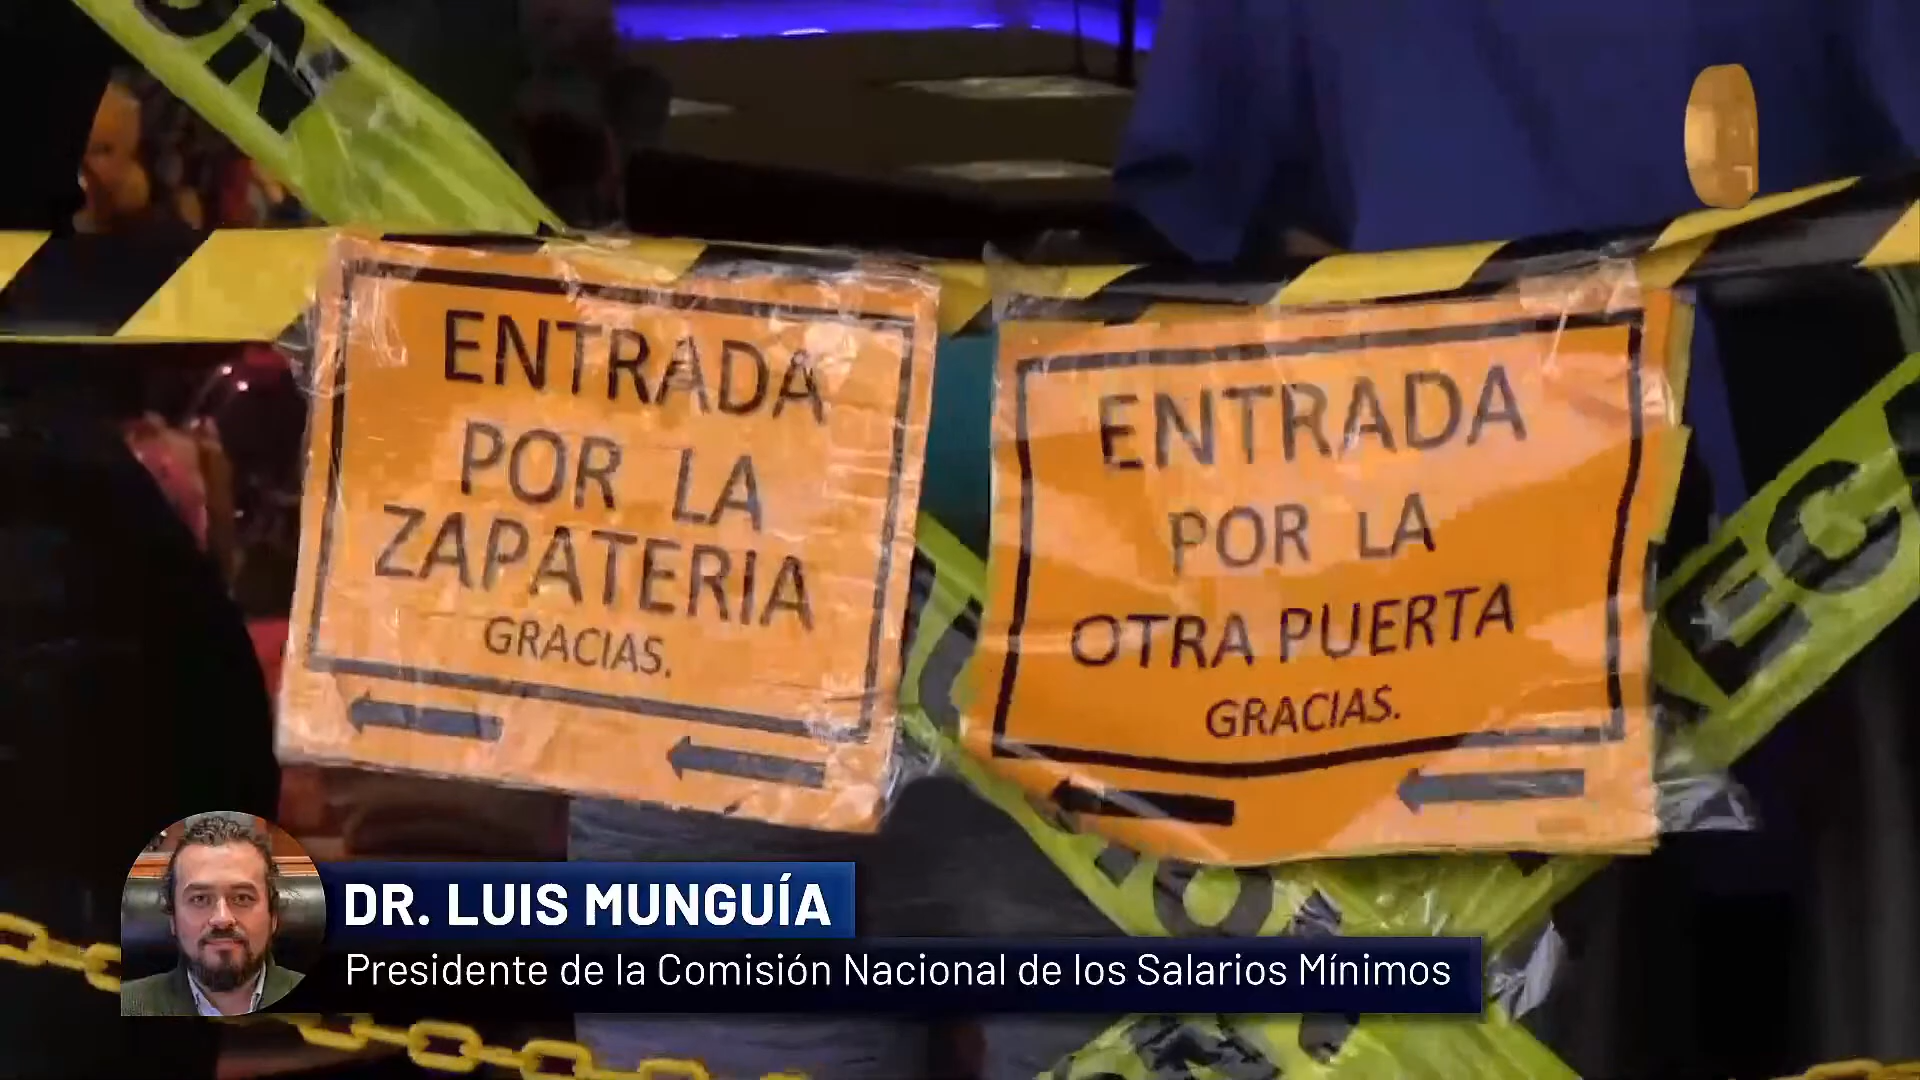 ENTRADA
POR LA
ZAPATERIA
GRACIAS.
ENTRADA
POR LA
OTRA PUERTA
GRACIAS.
DR. LUIS MUNGUÍA
Presidente de la Comisión Nacional de los Salarios Mínimos